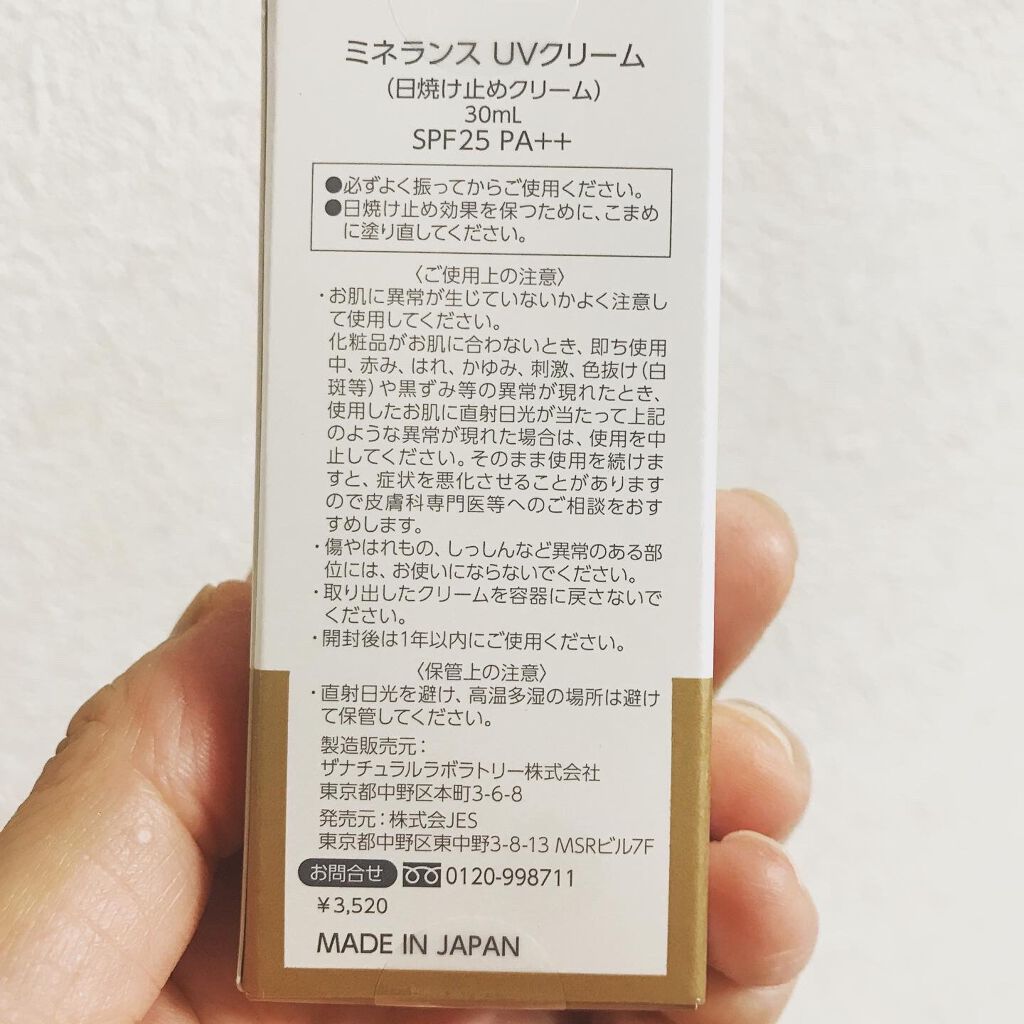 ミネランス UVクリーム
(日焼け止めクリーム)
30mL
SPF25 PA++
●必ずよく振ってからご使用ください。
●日焼け止め効果を保つために、こまめ
に塗り直してください。
〈ご使用上の注意〉
・お肌に異常が生じていないかよく注意し
て使用してください。
化粧品がお肌に合わないとき、即ち使用
中、赤み、はれ、かゆみ、刺激、色抜け(白
斑等)や黒ずみ等の異常が現れたとき、
使用したお肌に直射日光が当たって上記
のような異常が現れた場合は、使用を中
止してください。そのまま使用を続けま
すと、症状を悪化させることがあります
ので皮膚科専門医等へのご相談をおす
すめします。
・傷やはれもの、しっしんなど異常のある部
位には、お使いにならないでください。
・取り出したクリームを容器に戻さないで
ください。
・開封後は1年以内にご使用ください。
〈保管上の注意〉
・直射日光を避け、高温多湿の場所は避け
て保管してください。
製造販売元:
ザナチュラルラボラトリー株式会社
東京都中野区本町3-6-8
発売元:株式会JES
東京都中野区東中野3-8-13 MSRビル7F
お問合せ 0120-998711
¥3,520
MADE IN JAPAN